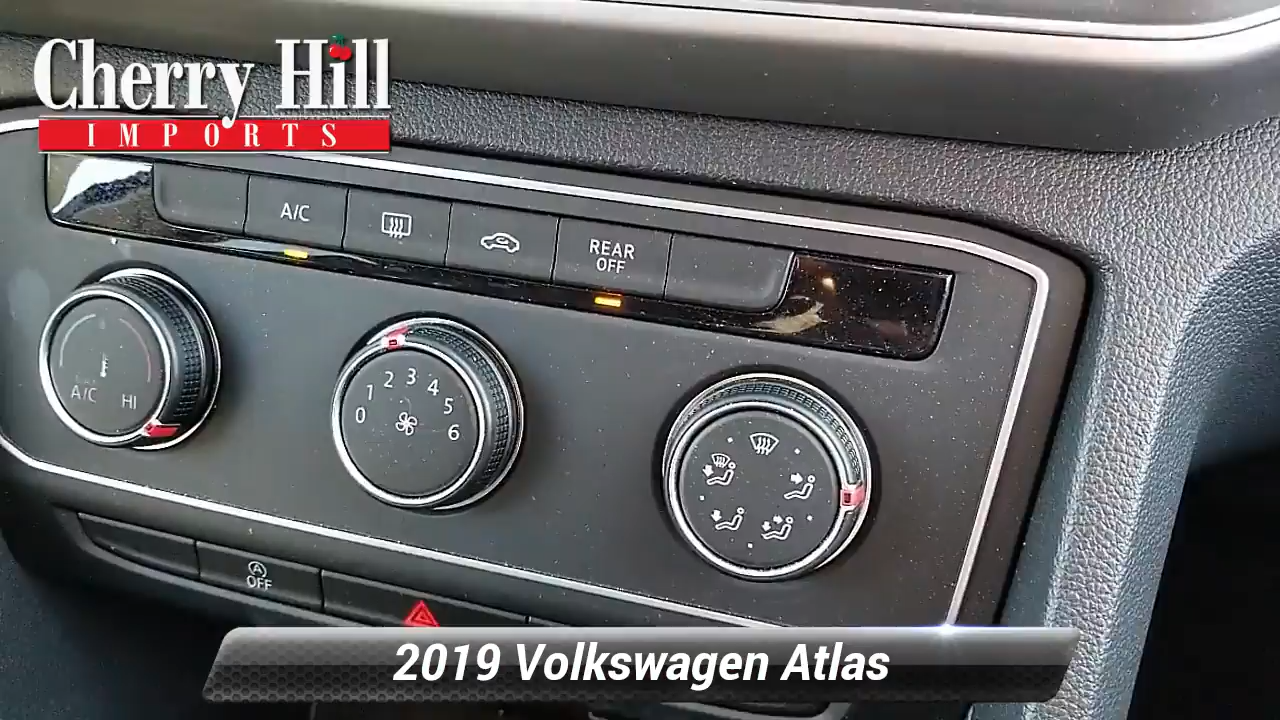 Cherry Hill
IMPORTS
A/C
REAR
OFF
A/C HI
0 1 2 3 4 5 6
A
OFF
2019 Volkswagen Atlas